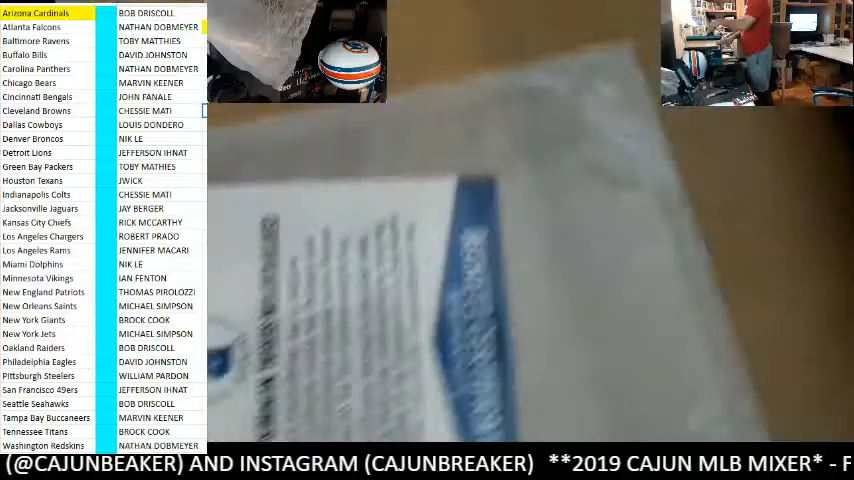 Arizona Cardinals BOB DRISCOLL
Atlanta Falcons NATHAN DOBMEYER
Baltimore Ravens TOBY MATTHIES
Buffalo Bills DAVID JOHNSTON
Carolina Panthers NATHAN DOBMEYER
Chicago Bears MARVIN KEENER
Cincinnati Bengals JOHN FANALE
Cleveland Browns CHESSIE MATI
Dallas Cowboys LOUIS DONDERO
Denver Broncos NIK LE
Detroit Lions JEFFERSON IHNAT
Green Bay Packers TOBY MATHIES
Houston Texans JWICK
Indianapolis Colts CHESSIE MATI
Jacksonville Jaguars JAY BERGER
Kansas City Chiefs RICK MCCARTHY
Los Angeles Chargers ROBERT PRADO
Los Angeles Rams JENNIFER MACARI
Miami Dolphins NIK LE
Minnesota Vikings IAN FENTON
New England Patriots THOMAS PIROLOZZI
New Orleans Saints MICHAEL SIMPSON
New York Giants BROCK COOK
New York Jets MICHAEL SIMPSON
Oakland Raiders BOB DRISCOLL
Philadelphia Eagles DAVID JOHNSTON
Pittsburgh Steelers WILLIAM PARDON
San Francisco 49ers JEFFERSON IHNAT
Seattle Seahawks BOB DRISCOLL
Tampa Bay Buccaneers MARVIN KEENER
Tennessee Titans BROCK COOK
Washington Redskins NATHAN DOBMEYER
(@CAJUNBEAKER) AND INSTAGRAM (CAJUNBREAKER) **2019 CAJUN MLB MIXER* - F